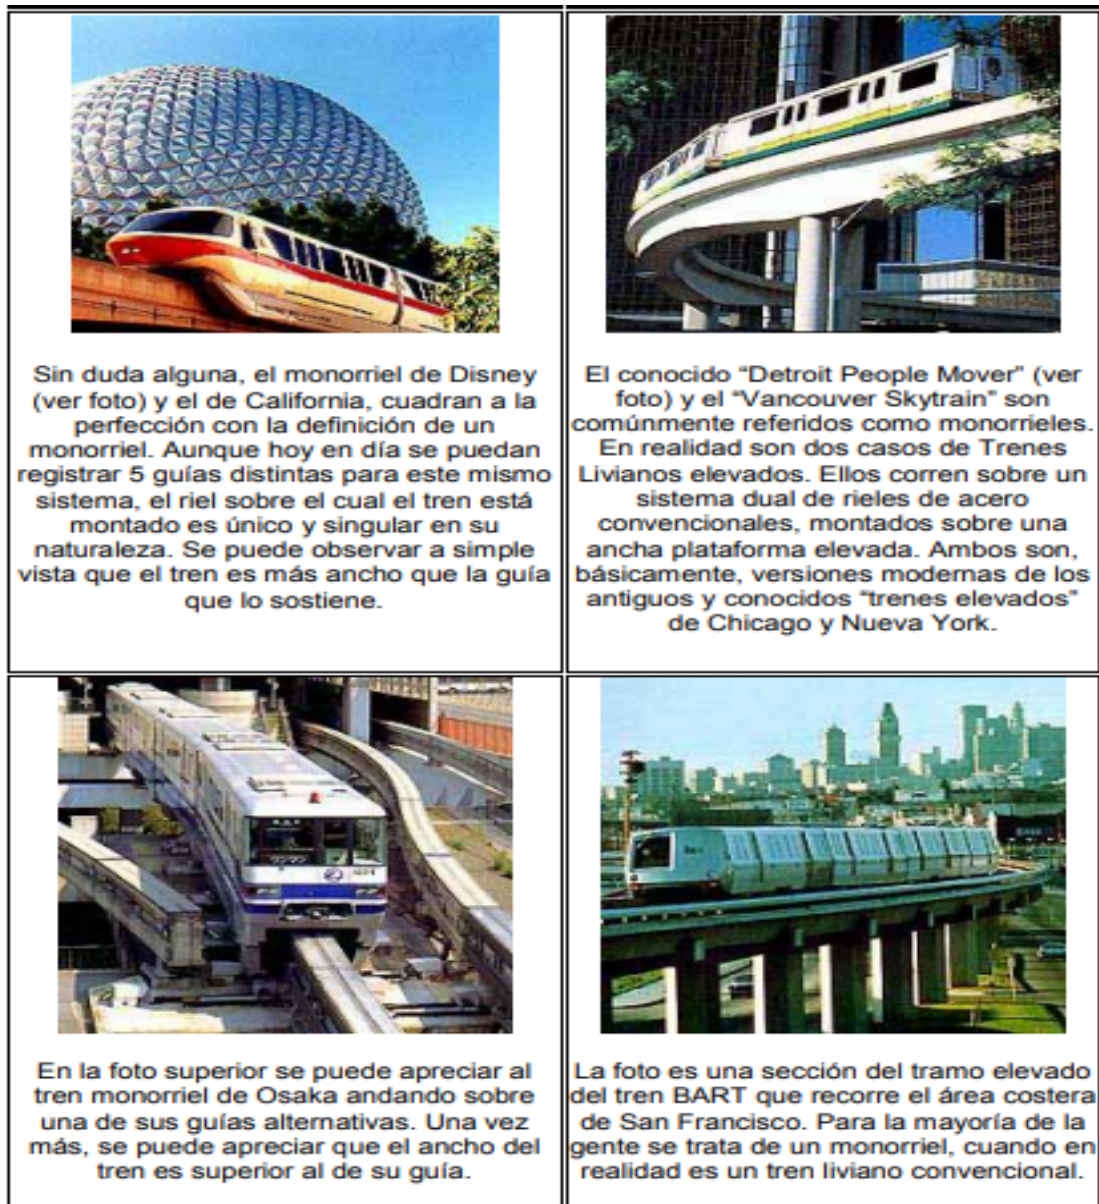 Sin duda alguna, el monorriel de Disney
(ver foto) y el de California, cuadran a la
perfección con la definición de un
monorriel. Aunque hoy en día se puedan
registrar 5 guías distintas para este mismo
sistema, el riel sobre el cual el tren está
montado es único y singular en su
naturaleza. Se puede observar a simple
vista que el tren es más ancho que la guía
que lo sostiene.
El conocido “Detroit People Mover” (ver
foto) y el “Vancouver Skytrain” son
comúnmente referidos como monorrieles.
En realidad son dos casos de Trenes
Livianos elevados. Ellos corren sobre un
sistema dual de rieles de acero
convencionales, montados sobre una
ancha plataforma elevada. Ambos son,
básicamente, versiones modernas de los
antiguos y conocidos “trenes elevados”
de Chicago y Nueva York.
En la foto superior se puede apreciar al
tren monorriel de Osaka andando sobre
una de sus guías alternativas. Una vez
más, se puede apreciar que el ancho del
tren es superior al de su guía.
La foto es una sección del tramo elevado
del tren BART que recorre el área costera
de San Francisco. Para la mayoría de la
gente se trata de un monorriel, cuando en
realidad es un tren liviano convencional.